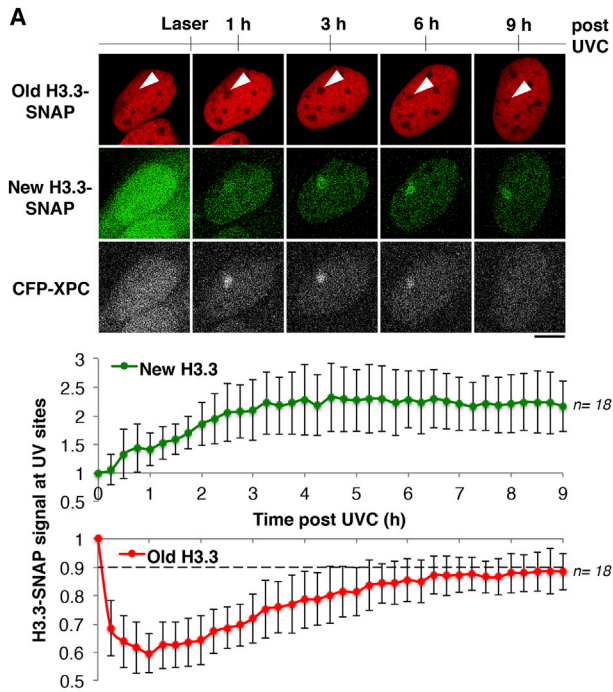 A
Laser 1 h 3 h 6 h 9 h post
UVC
Old H3.3-
SNAP
New H3.3-
SNAP
CFP-XPC
3
2.5
2
1.5
1
0.5
New H3.3
n= 18
0 1 2 3 4 5 6 7 8 9
Time post UVC (h)
H3.3-SNAP signal at UV sites
1
0.9
0.8
0.7
0.6
0.5
Old H3.3
n= 18